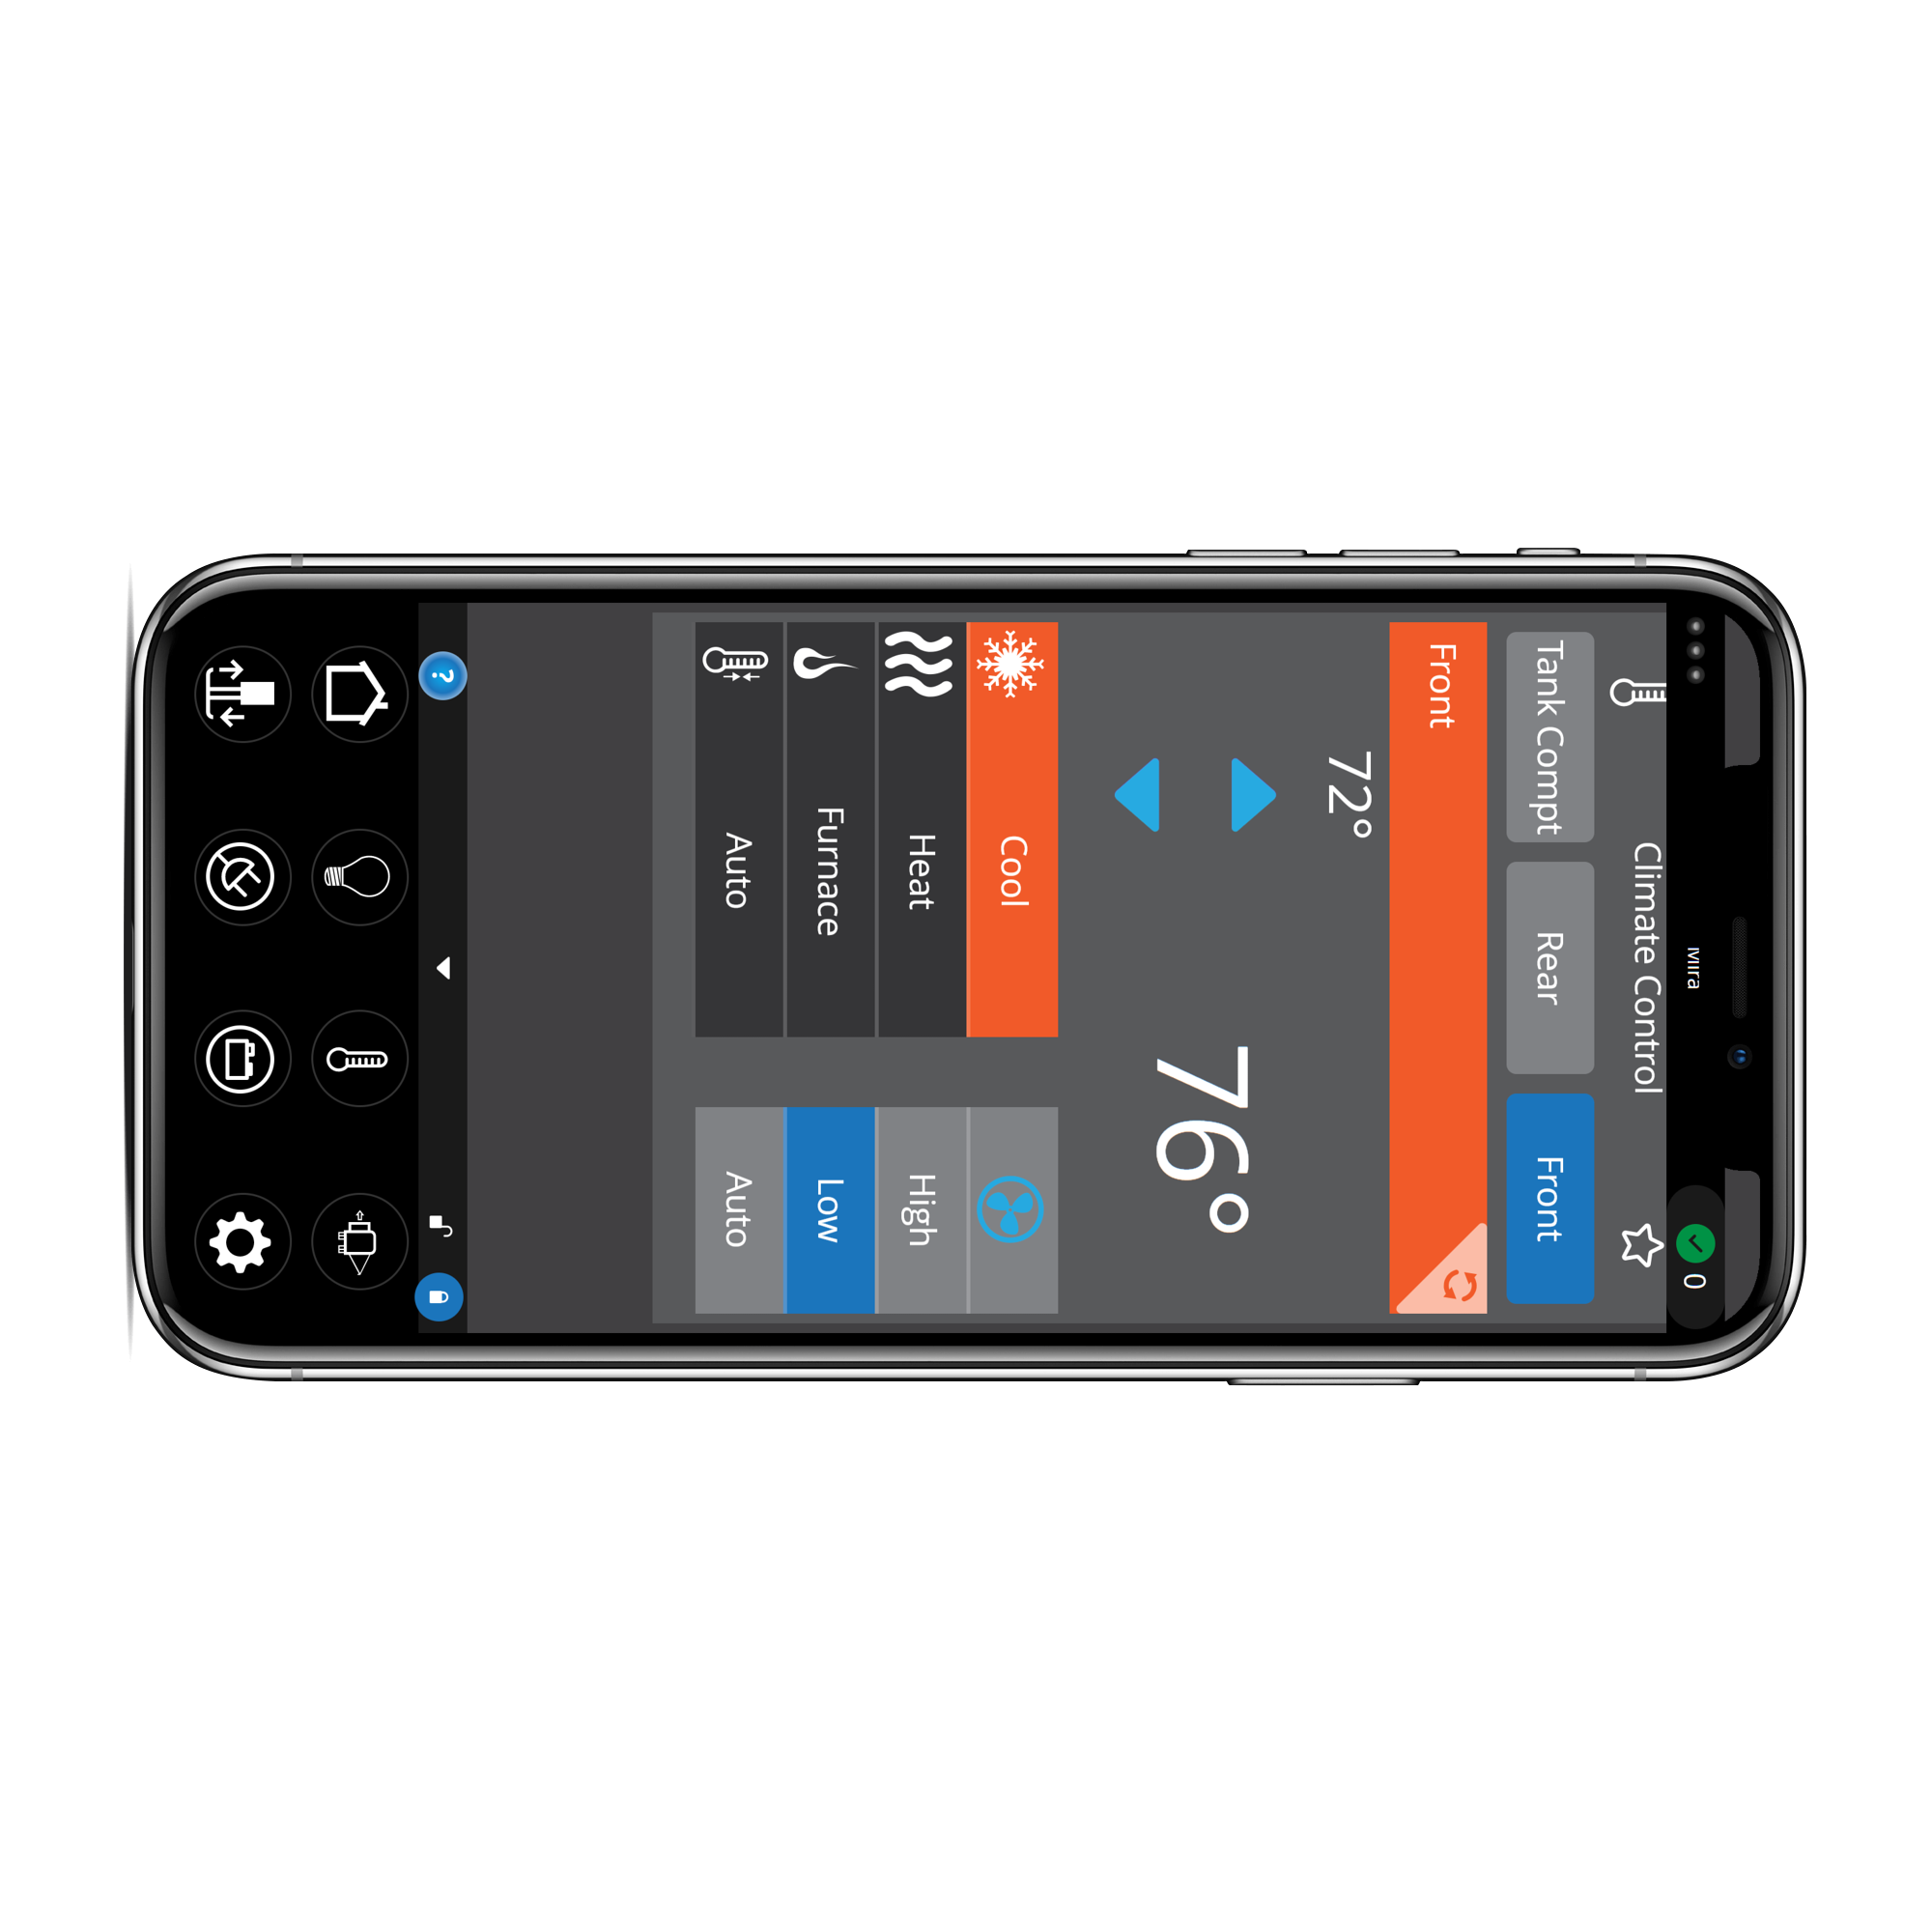 Mira
0
Climate Control
Tank Compt Rear Front
Front
72°
76°
Cool
Heat High
Furnace Low
Auto Auto
?